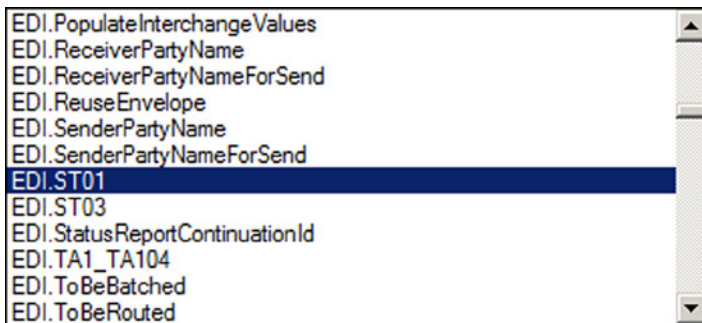 EDI.PopulateInterchangeValues
EDI.ReceiverPartyName
EDI.ReceiverPartyNameForSend
EDI.ReuseEnvelope
EDI.SenderPartyName
EDI.SenderPartyNameForSend
EDI.ST01
EDI.ST03
EDI.StatusReportContinuationId
EDI.TA1_TA104
EDI.ToBeBatched
EDI.ToBeRouted